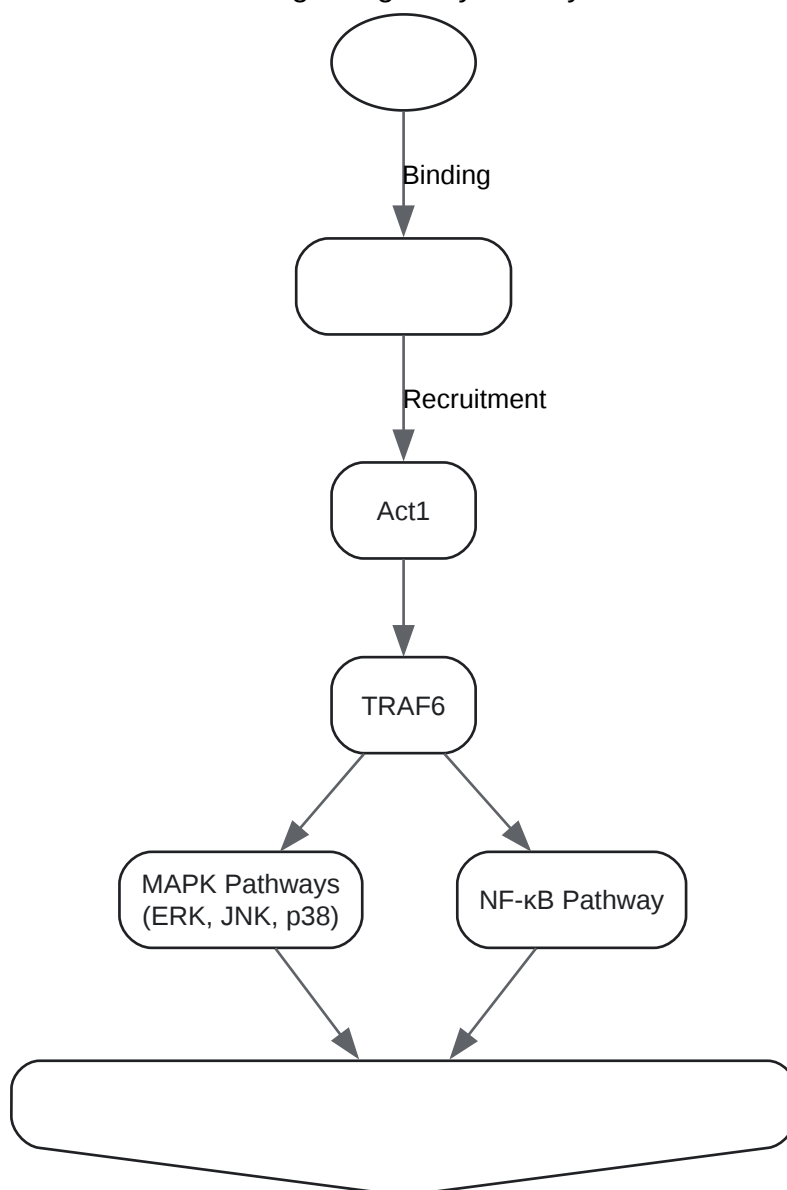 Binding
Recruitment
Act1
TRAF6
MAPK Pathways
(ERK, JNK, p38)
NF-κB Pathway